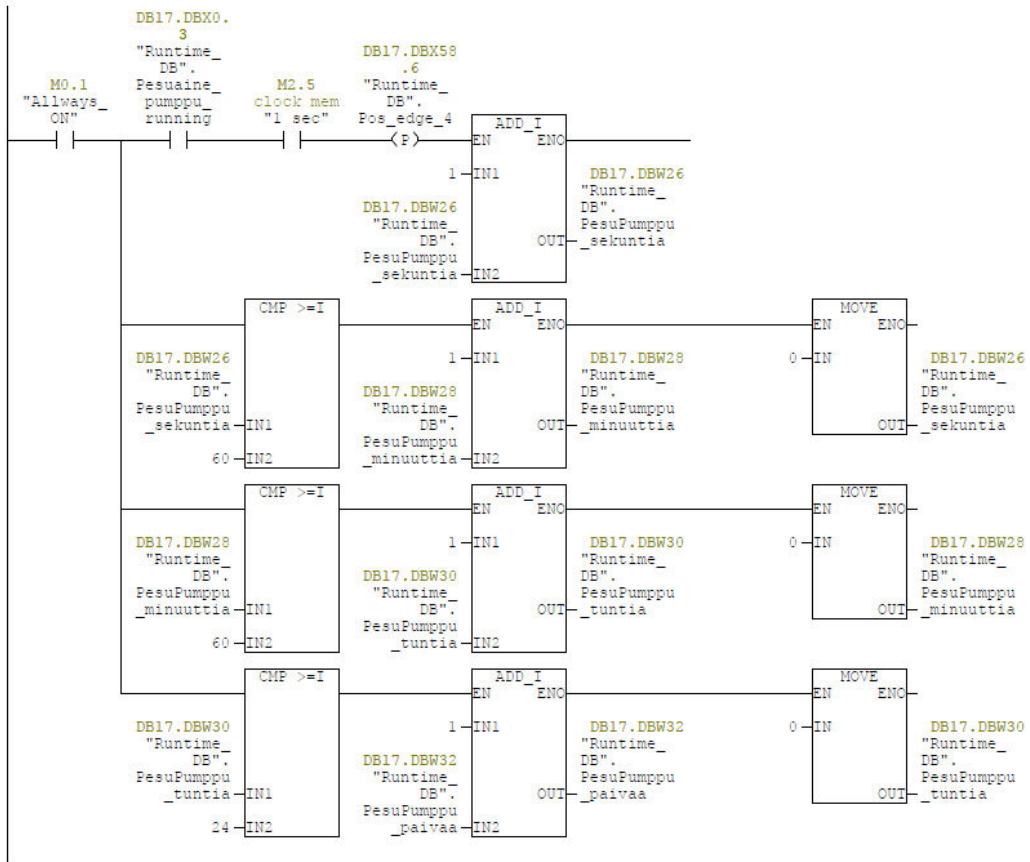 DB17.DBX0.
3
"Runtime_
DB".
Pesuaine_
pumppu_
running
DB17.DBX58
.6
"Runtime_
DB".
Pos_edge_4
M0.1
"Allways_
ON"
M2.5
clock mem
"1 sec"
(P)
ADD_I
EN ENO
1 IN1
DB17.DBW26
"Runtime_
DB".
PesuPumppu
_sekuntia IN2
DB17.DBW26
"Runtime_
DB".
PesuPumppu
OUT _sekuntia
CMP >=I
DB17.DBW26
"Runtime_
DB".
PesuPumppu
_sekuntia IN1
60 IN2
ADD_I
EN ENO
1 IN1
DB17.DBW28
"Runtime_
DB".
PesuPumppu
_minuuttia IN2
DB17.DBW28
"Runtime_
DB".
PesuPumppu
OUT _minuuttia
MOVE
EN ENO
0 IN
DB17.DBW26
"Runtime_
DB".
PesuPumppu
OUT _sekuntia
CMP >=I
DB17.DBW28
"Runtime_
DB".
PesuPumppu
_minuuttia IN1
60 IN2
ADD_I
EN ENO
1 IN1
DB17.DBW30
"Runtime_
DB".
PesuPumppu
_tuntia IN2
DB17.DBW30
"Runtime_
DB".
PesuPumppu
OUT _tuntia
MOVE
EN ENO
0 IN
DB17.DBW28
"Runtime_
DB".
PesuPumppu
OUT _minuuttia
CMP >=I
DB17.DBW30
"Runtime_
DB".
PesuPumppu
_tuntia IN1
24 IN2
ADD_I
EN ENO
1 IN1
DB17.DBW32
"Runtime_
DB".
PesuPumppu
_paivaa IN2
DB17.DBW32
"Runtime_
DB".
PesuPumppu
OUT _paivaa
MOVE
EN ENO
0 IN
DB17.DBW30
"Runtime_
DB".
PesuPumppu
OUT _tuntia